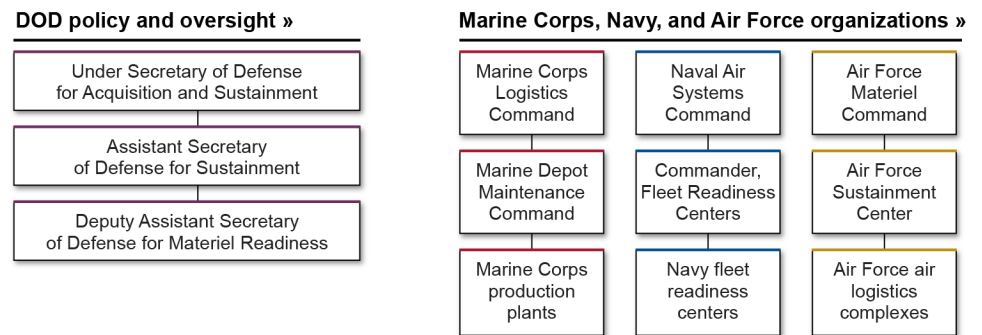 DOD policy and oversight »
Under Secretary of Defense
for Acquisition and Sustainment
Assistant Secretary
of Defense for Sustainment
Deputy Assistant Secretary
of Defense for Materiel Readiness
Marine Corps, Navy, and Air Force organizations »
Marine Corps
Logistics
Command
Marine Depot
Maintenance
Command
Marine Corps
production
plants
Naval Air
Systems
Command
Commander,
Fleet Readiness
Centers
Navy fleet
readiness
centers
Air Force
Materiel
Command
Air Force
Sustainment
Center
Air Force air
logistics
complexes